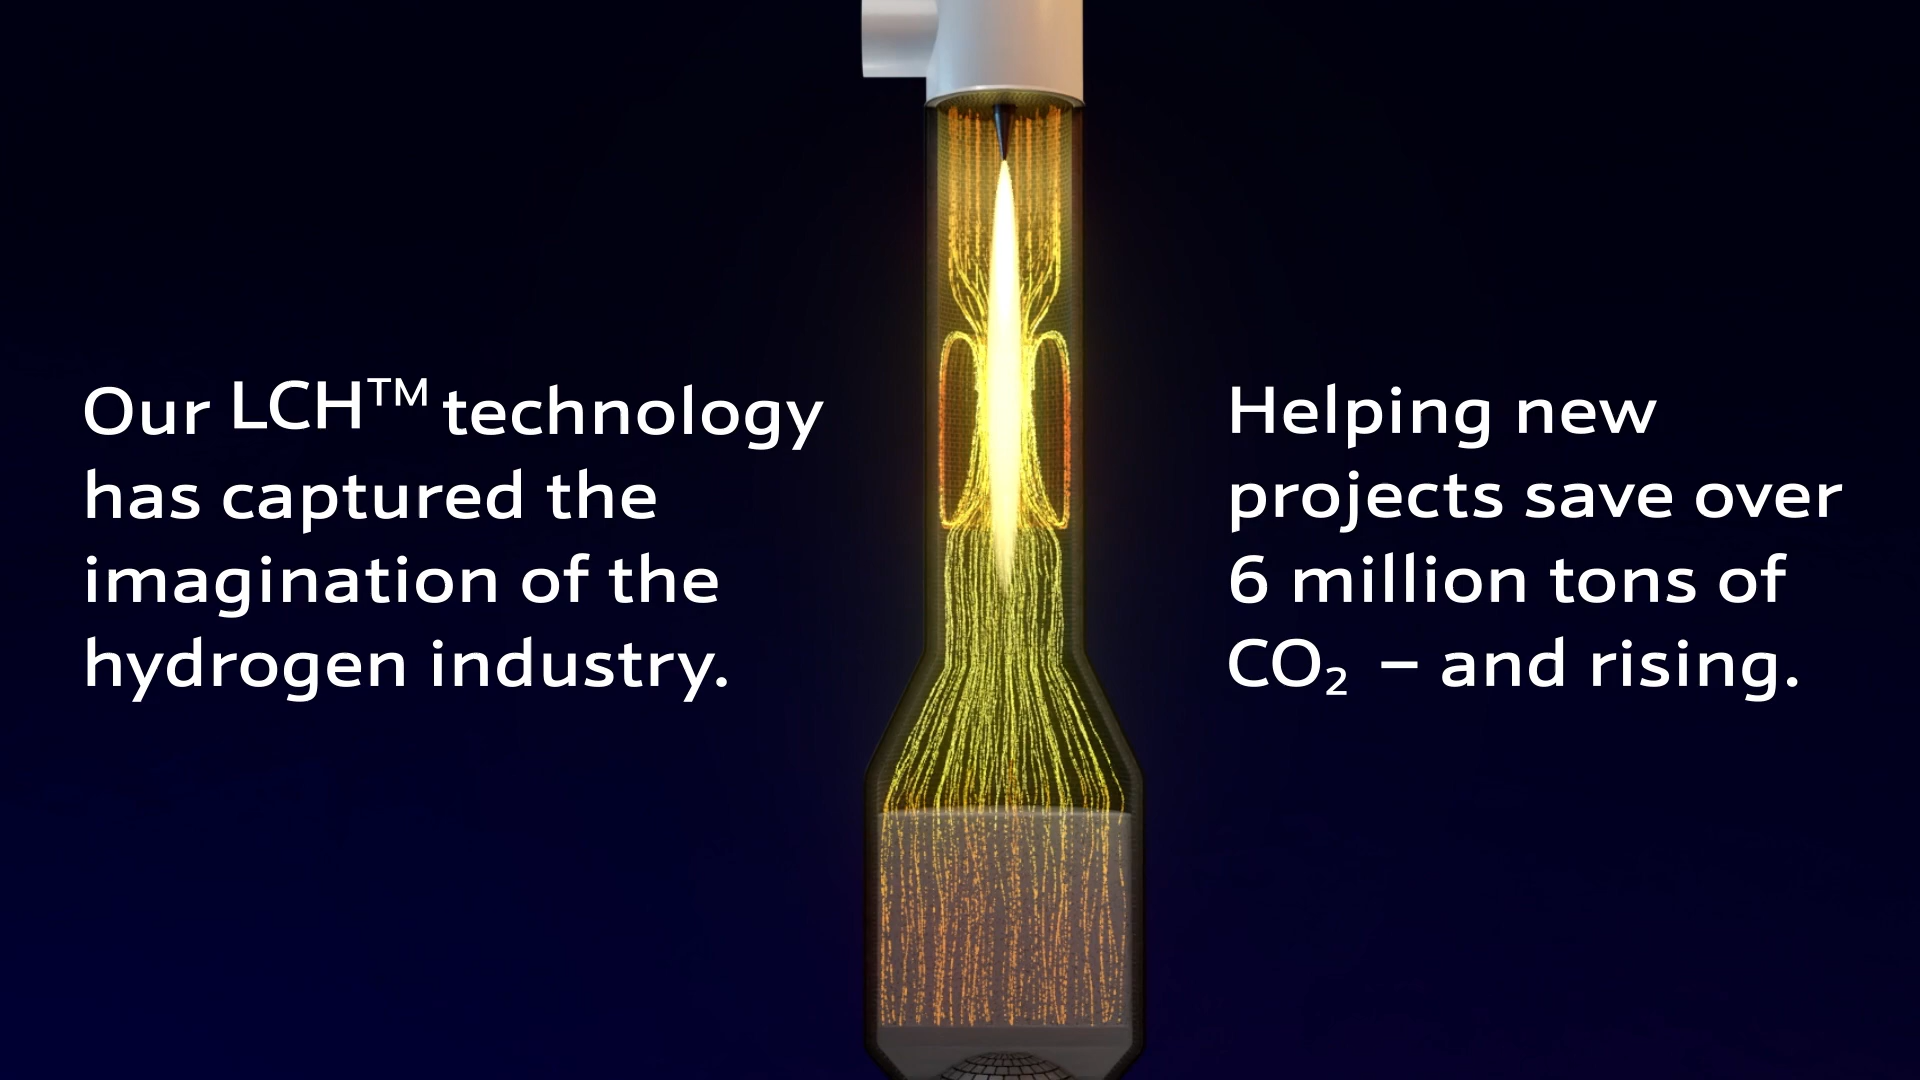 Our LCH™ technology
has captured the
imagination of the
hydrogen industry.
Helping new
projects save over
6 million tons of
CO₂ – and rising.